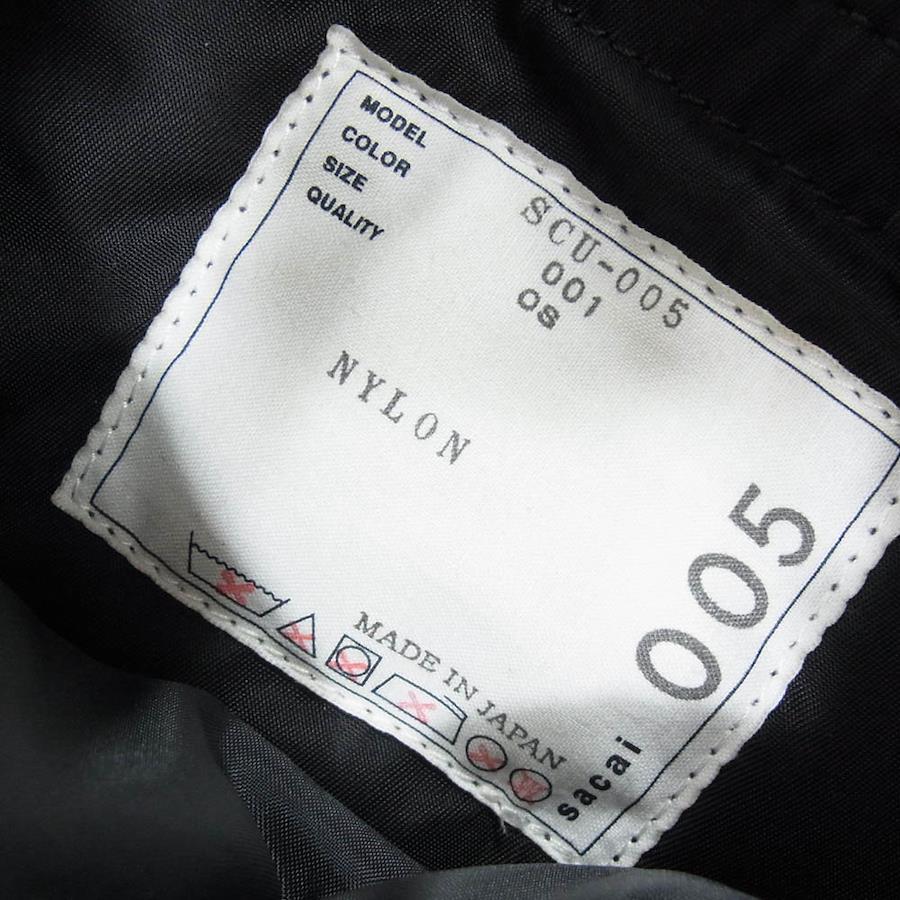 MODEL SCU-005
COLOR 001
SIZE OS
QUALITY
NYLON
MADE IN JAPAN
sacai 005